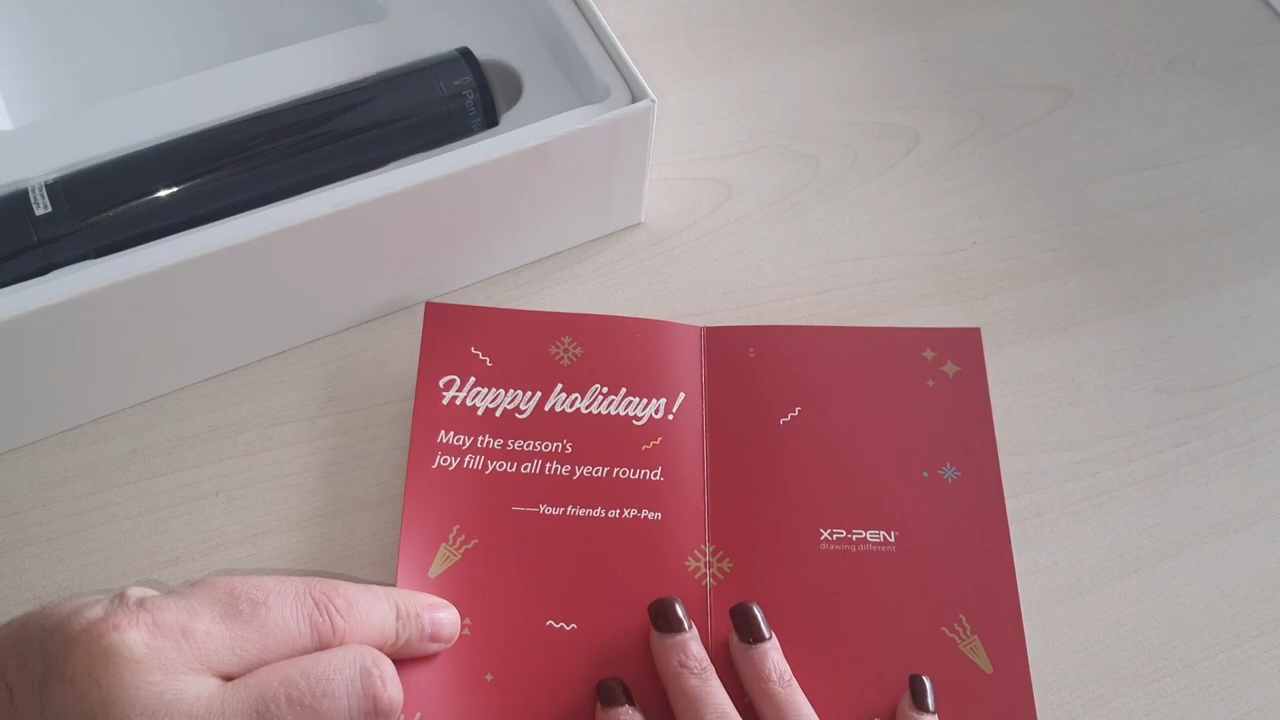 Pen
Happy holidays!
May the season's
joy fill you all the year round.
——Your friends at XP-Pen
XP-PEN®
drawing different